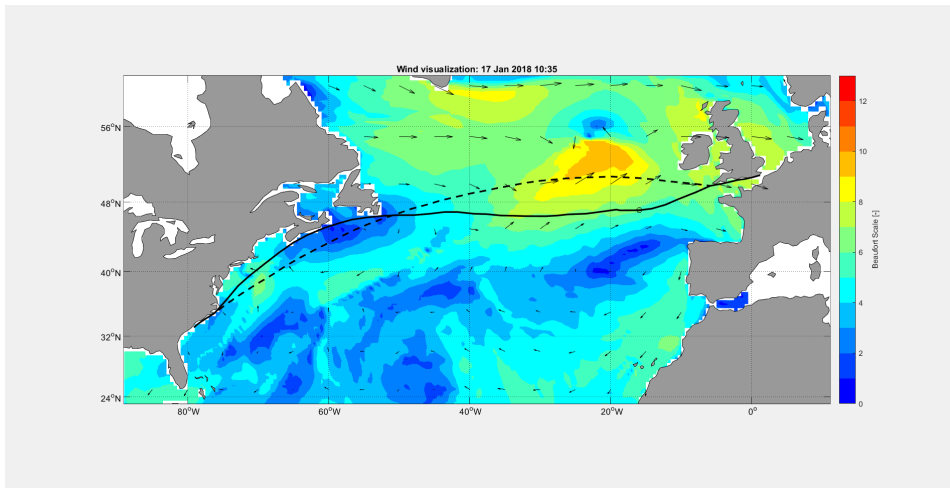 Wind visualization: 17 Jan 2018 10:35
56°N
48°N
40°N
32°N
24°N
80°W
60°W
40°W
20°W
0°
12
10
8
6
4
2
0
Beaufort Scale [-]